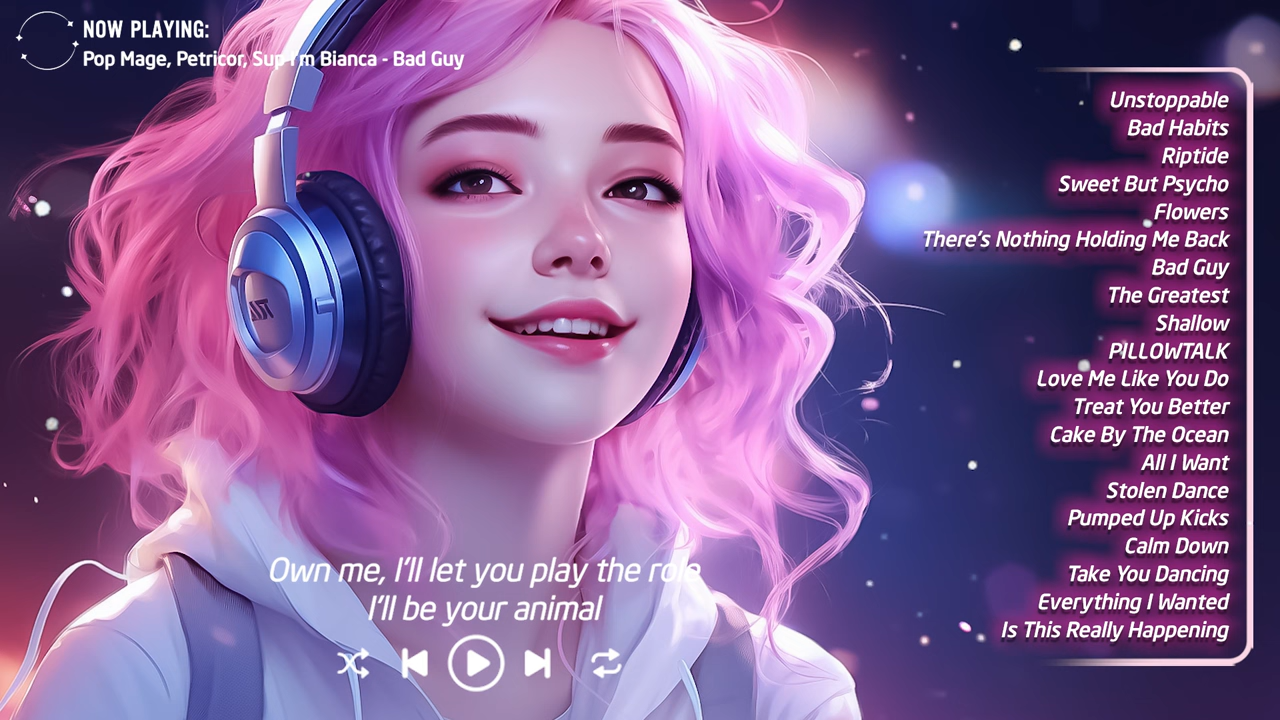 NOW PLAYING:
Pop Mage, Petricor, Sup I'm Bianca - Bad Guy
Unstoppable
Bad Habits
Riptide
Sweet But Psycho
Flowers
There's Nothing Holding Me Back
Bad Guy
The Greatest
Shallow
PILLOWTALK
Love Me Like You Do
Treat You Better
Cake By The Ocean
All I Want
Stolen Dance
Pumped Up Kicks
Calm Down
Take You Dancing
Everything I Wanted
Is This Really Happening
Own me, I'll let you play the role
I'll be your animal